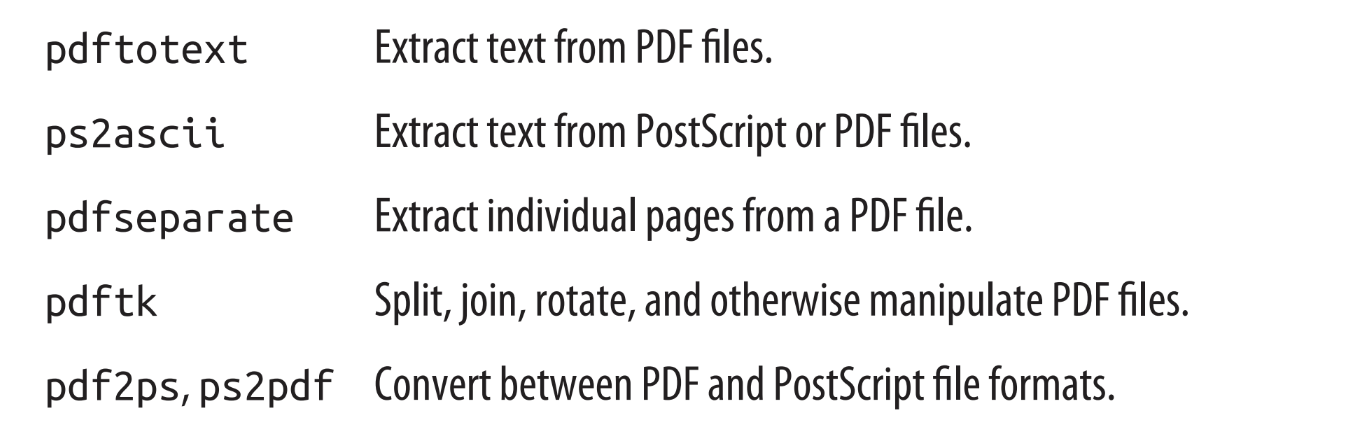 pdftotext Extract text from PDF files.
ps2ascii Extract text from PostScript or PDF files.
pdfseparate Extract individual pages from a PDF file.
pdftk Split, join, rotate, and otherwise manipulate PDF files.
pdf2ps, ps2pdf Convert between PDF and PostScript file formats.